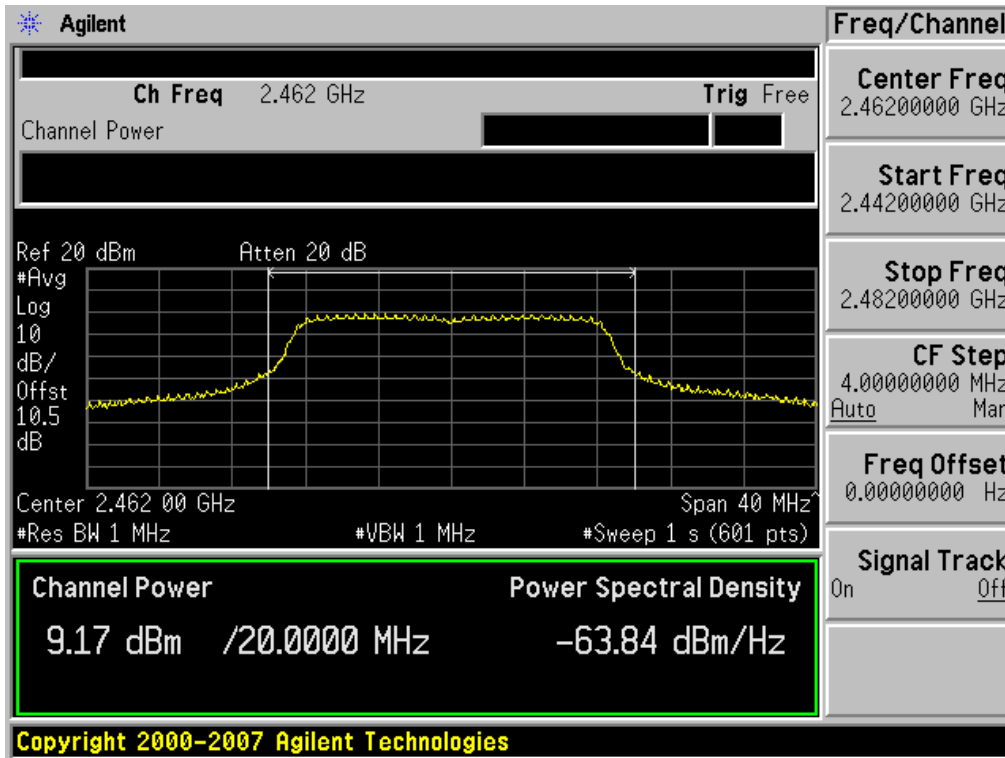 Agilent
Freq/Channel
Ch Freq 2.462 GHz Trig Free
Channel Power
Center Freq
2.46200000 GHz
Start Freq
2.44200000 GHz
Stop Freq
2.48200000 GHz
CF Step
4.00000000 MHz
Auto Man
Freq Offset
0.00000000 Hz
Signal Track
On Off
Ref 20 dBm Atten 20 dB
#Avg
Log
10
dB/
Offst
10.5
dB
Center 2.462 00 GHz Span 40 MHz^
#Res BW 1 MHz #VBW 1 MHz #Sweep 1 s (601 pts)
Channel Power Power Spectral Density
9.17 dBm /20.0000 MHz -63.84 dBm/Hz
Copyright 2000-2007 Agilent Technologies